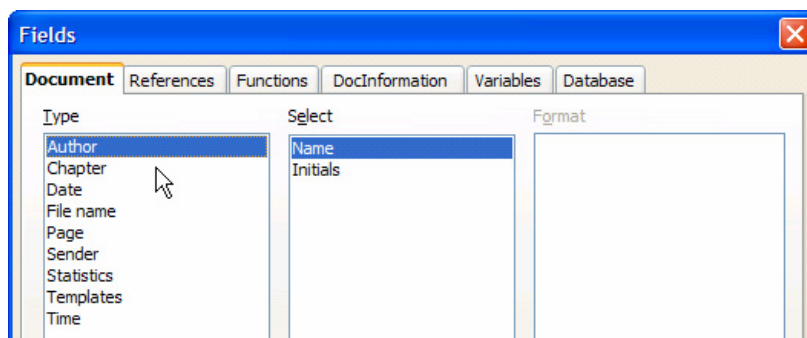 Fields
Document References Functions DocInformation Variables Database
Type Select Format
Author Name
Chapter Initials
Date
File name
Page
Sender
Statistics
Templates
Time